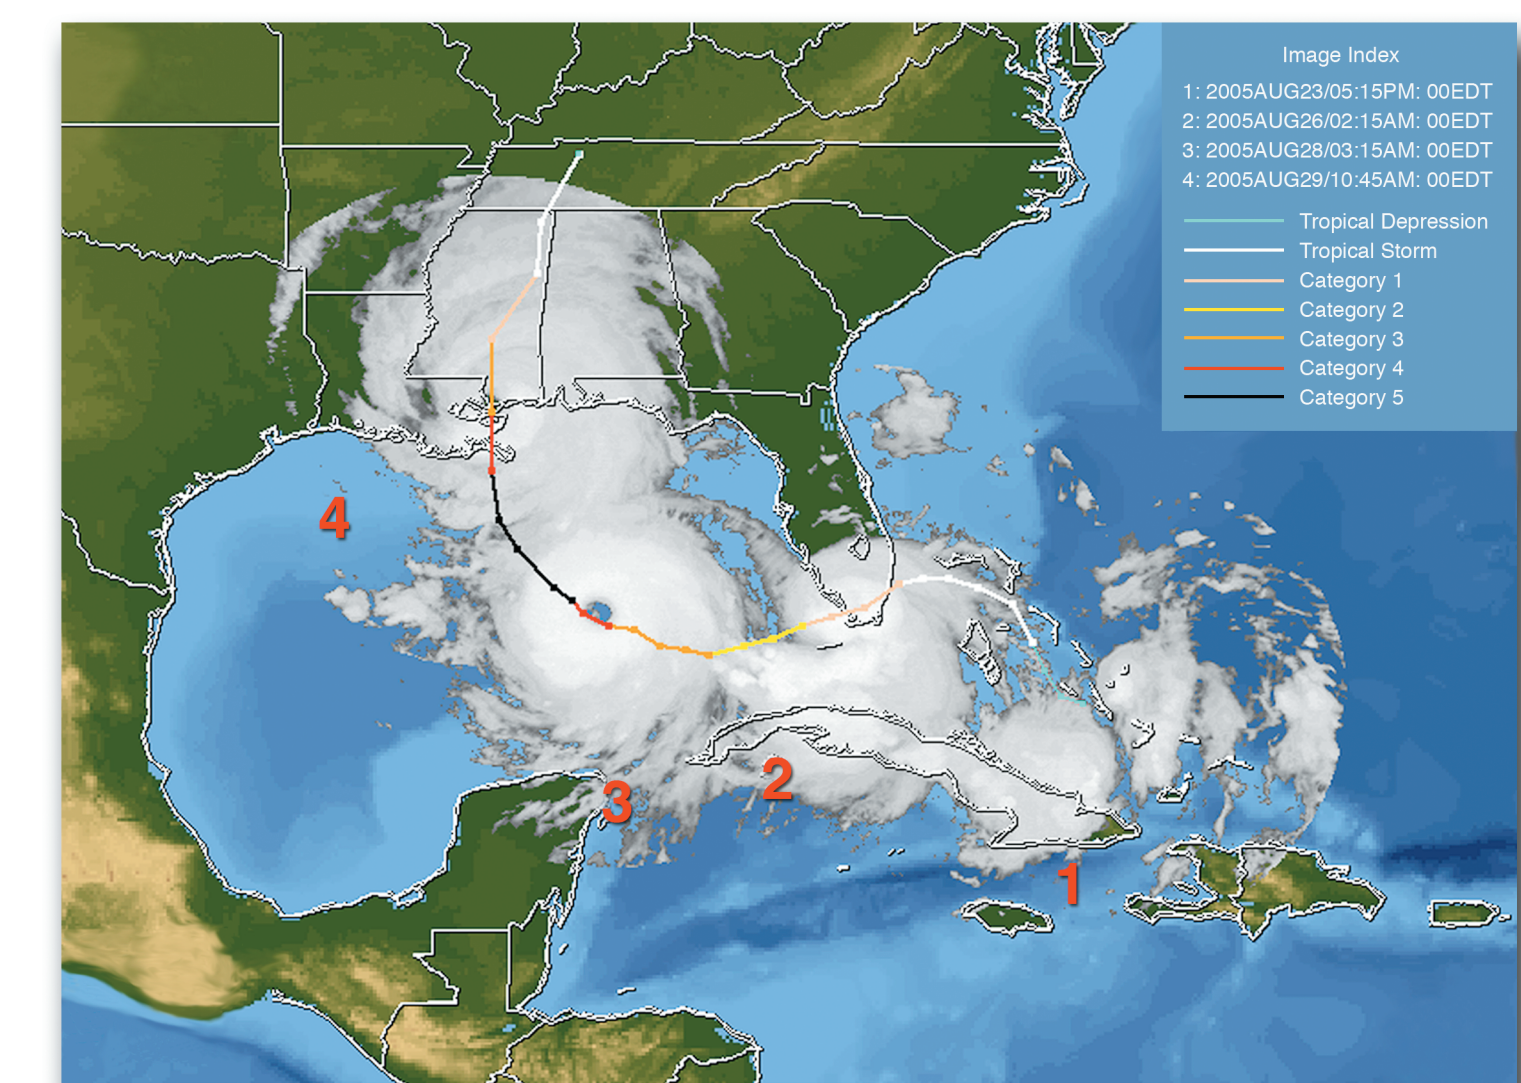 Image Index
1: 2005AUG23/05:15PM: 00EDT
2: 2005AUG26/02:15AM: 00EDT
3: 2005AUG28/03:15AM: 00EDT
4: 2005AUG29/10:45AM: 00EDT
Tropical Depression
Tropical Storm
Category 1
Category 2
Category 3
Category 4
Category 5
4
2
3
1